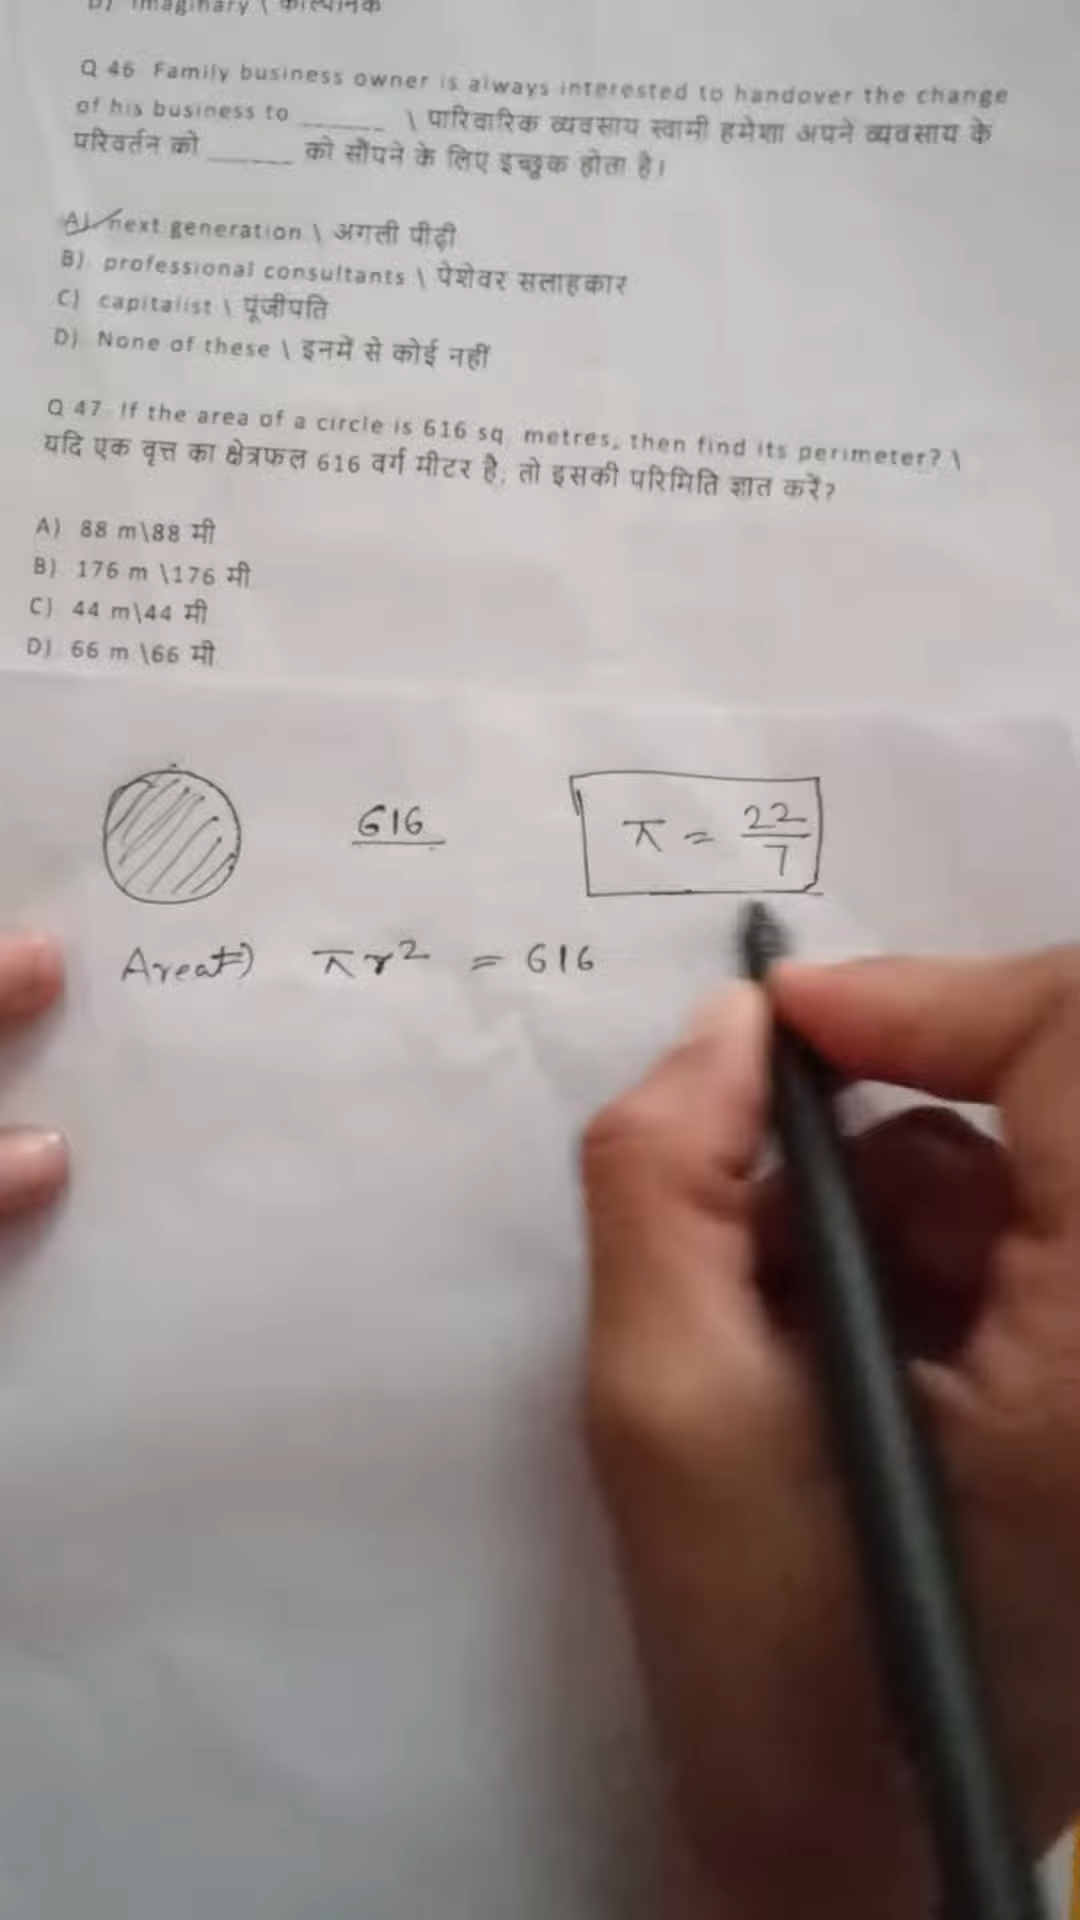 D) Imaginary \ काल्पनिक
Q 46 Family business owner is always interested to handover the change
of his business to ______ \ पारिवारिक व्यवसाय स्वामी हमेशा अपने व्यवसाय के
परिवर्तन को ______ को सौंपने के लिए इच्छुक होता है।
A) next generation \ अगली पीढ़ी
B) professional consultants \ पेशेवर सलाहकार
C) capitalist \ पूंजीपति
D) None of these \ इनमें से कोई नहीं
Q 47 If the area of a circle is 616 sq. metres, then find its perimeter? \
यदि एक वृत्त का क्षेत्रफल 616 वर्ग मीटर है, तो इसकी परिमिति ज्ञात करें?
A) 88 m\88 मी
B) 176 m \176 मी
C) 44 m\44 मी
D) 66 m \66 मी
616
π = 22/7
Area⇒ πr² = 616